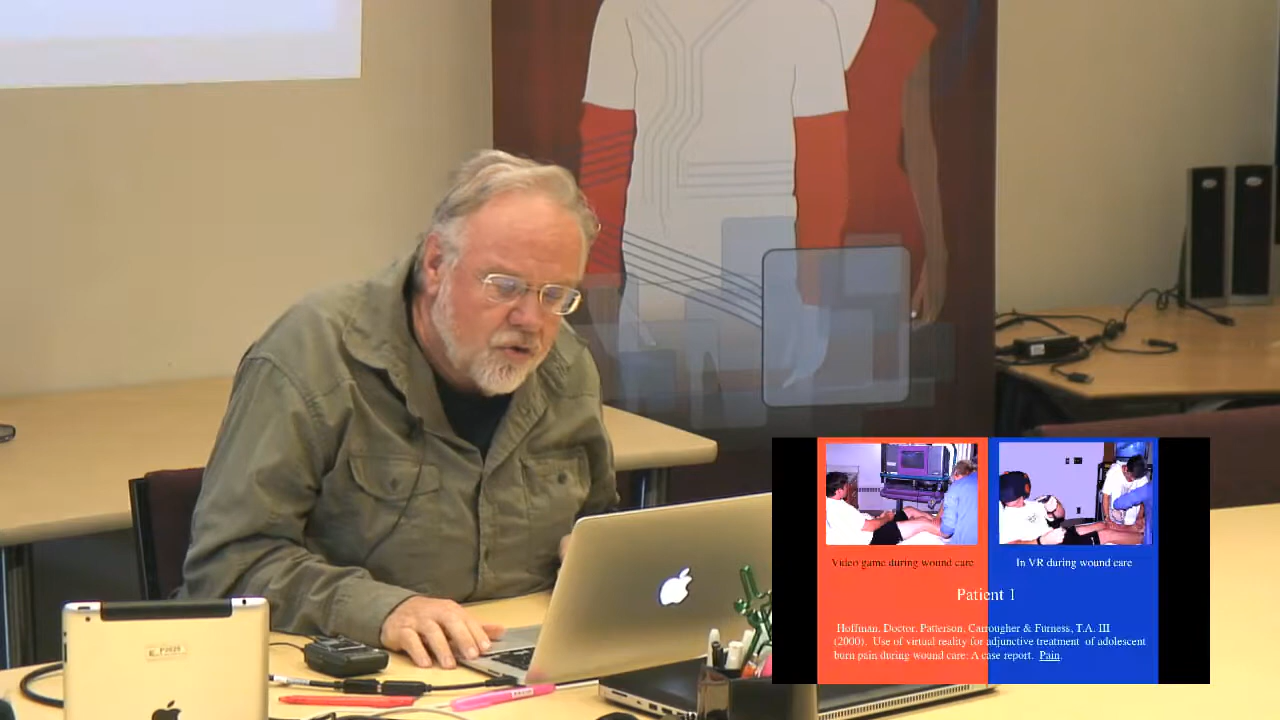 Video game during wound care
In VR during wound care
Patient 1
Hoffman, Doctor, Patterson, Carrougher & Furness, T.A. III
(2000). Use of virtual reality for adjunctive treatment of adolescent
burn pain during wound care: A case report. Pain.